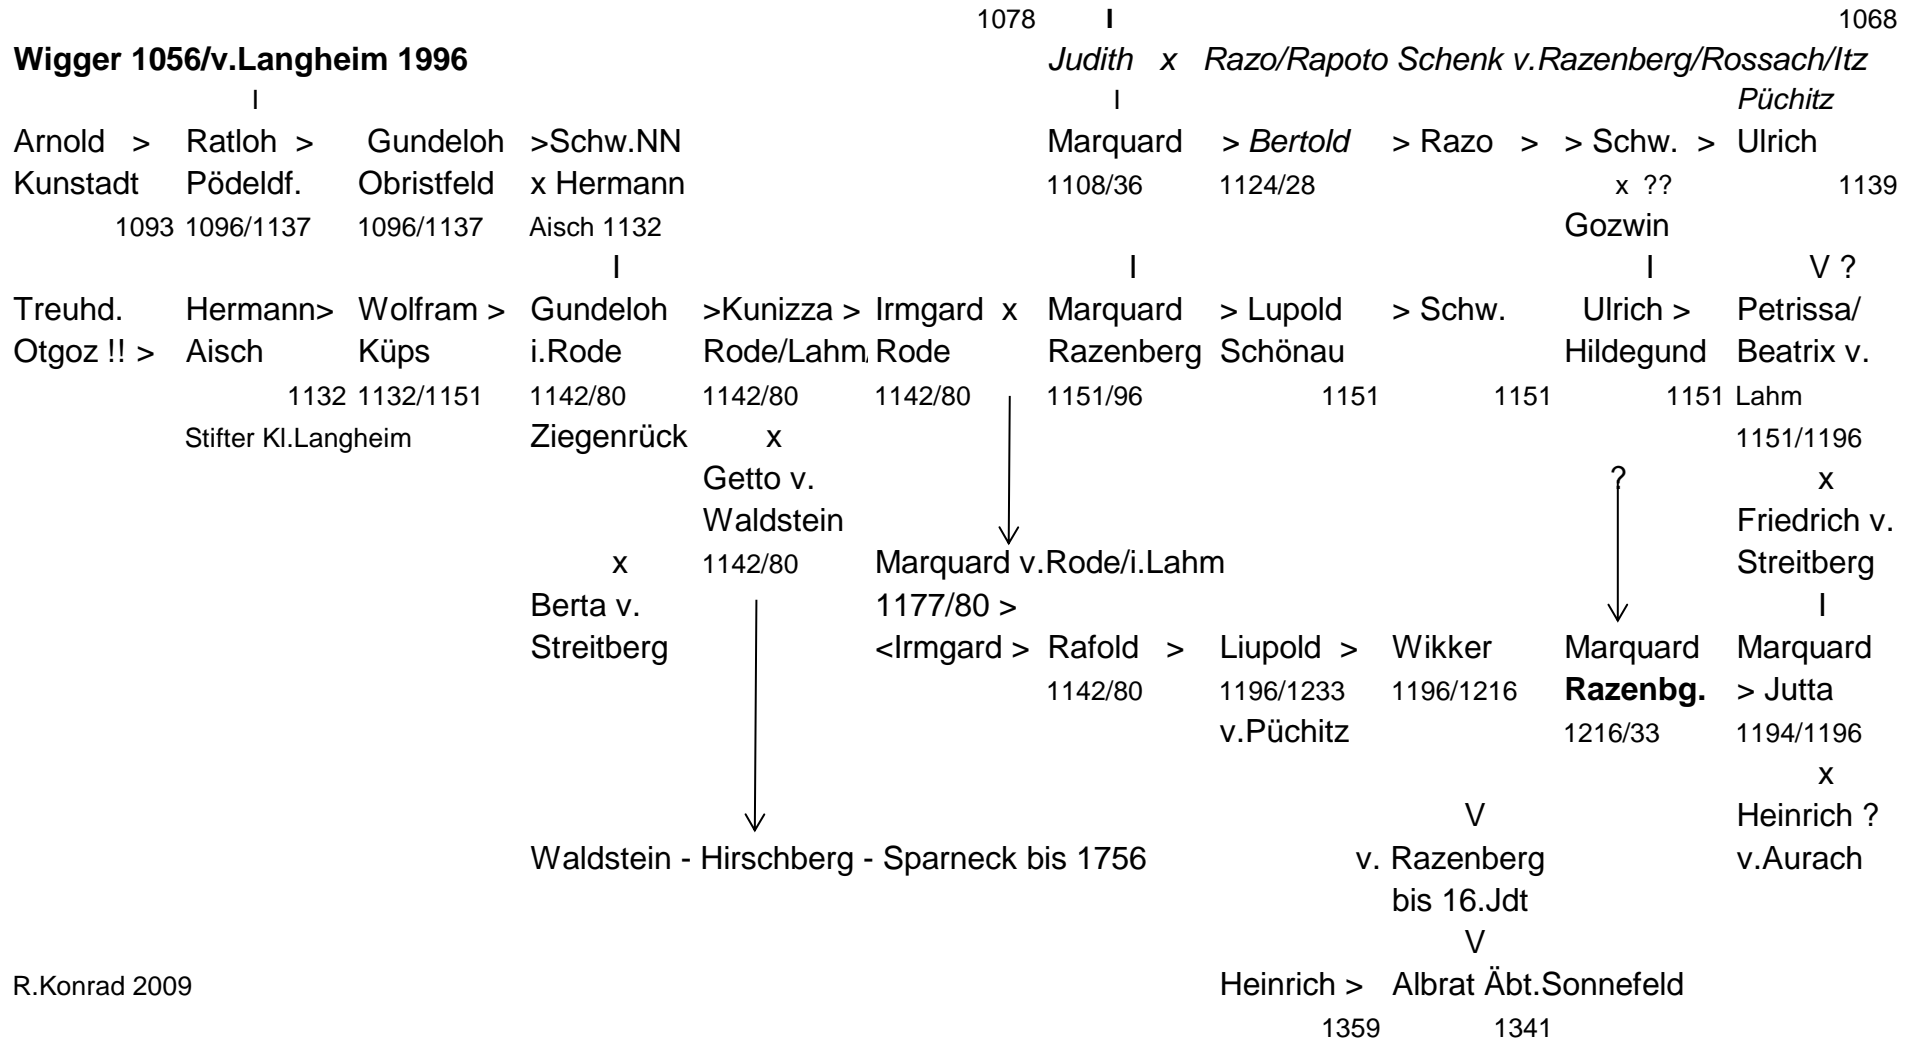 1078 I 1068
Wigger 1056/v.Langheim 1996 Judith x Razo/Rapoto Schenk v.Razenberg/Rossach/Itz
I I Püchitz
Arnold > Ratloh > Gundeloh >Schw.NN Marquard > Bertold > Razo > > Schw. > Ulrich
Kunstadt Pödeldf. Obristfeld x Hermann 1108/36 1124/28 x ?? 1139
1093 1096/1137 1096/1137 Aisch 1132 Gozwin
I I I V ?
Treuhd. Hermann> Wolfram > Gundeloh >Kunizza > Irmgard x Marquard > Lupold > Schw. Ulrich > Petrissa/
Otgoz !! > Aisch Küps i.Rode Rode/Lahm/ Rode Razenberg Schönau Hildegund Beatrix v.
1132 1132/1151 1142/80 1142/80 1142/80 1151/96 1151 1151 1151 Lahm
Stifter Kl.Langheim Ziegenrück x 1151/1196
Getto v. ? x
Waldstein Friedrich v.
x 1142/80 Marquard v.Rode/i.Lahm Streitberg
Berta v. 1177/80 > I
Streitberg <Irmgard > Rafold > Liupold > Wikker Marquard Marquard
1142/80 1196/1233 1196/1216 Razenbg. > Jutta
v.Püchitz 1216/33 1194/1196
x
V Heinrich ?
Waldstein - Hirschberg - Sparneck bis 1756 v. Razenberg v.Aurach
bis 16.Jdt
V
R.Konrad 2009 Heinrich > Albrat Äbt.Sonnefeld
1359 1341